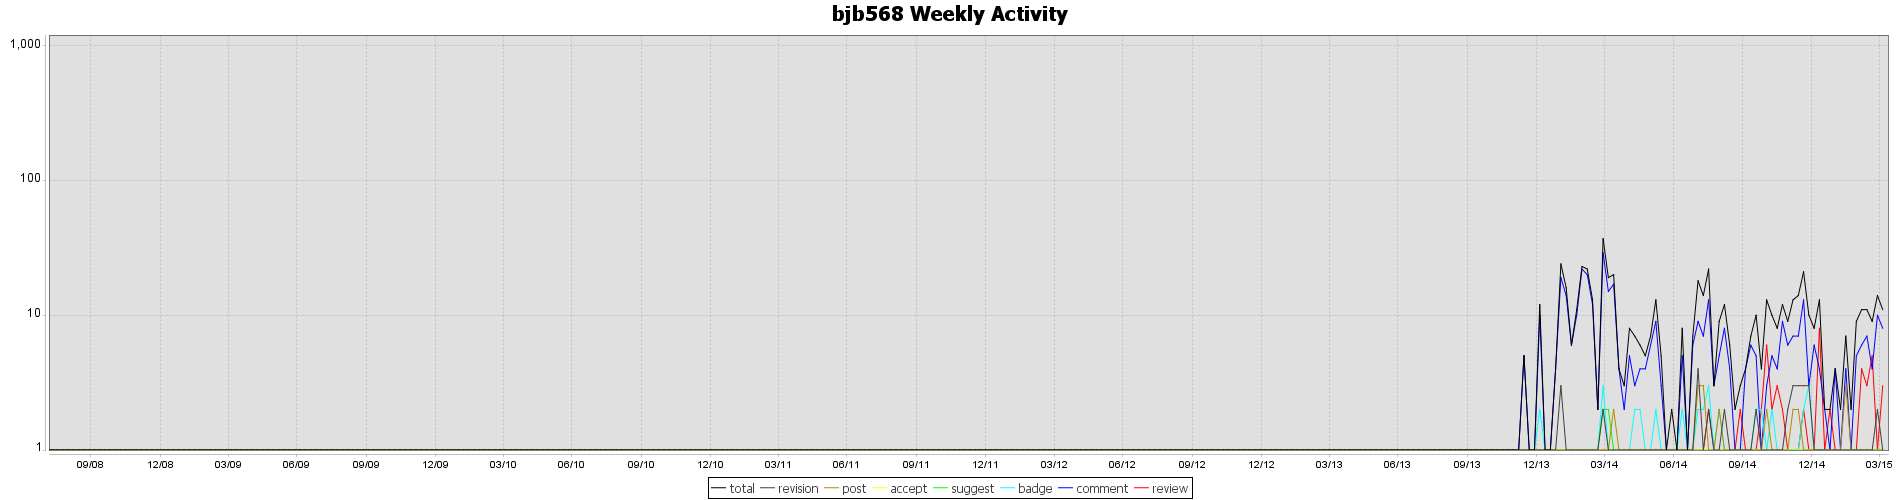 bjb568 Weekly Activity
1,000
100
10
1
09/08 12/08 03/09 06/09 09/09 12/09 03/10 06/10 09/10 12/10 03/11 06/11 09/11 12/11 03/12 06/12 09/12 12/12 03/13 06/13 09/13 12/13 03/14 06/14 09/14 12/14 03/15
total revision post accept suggest badge comment review